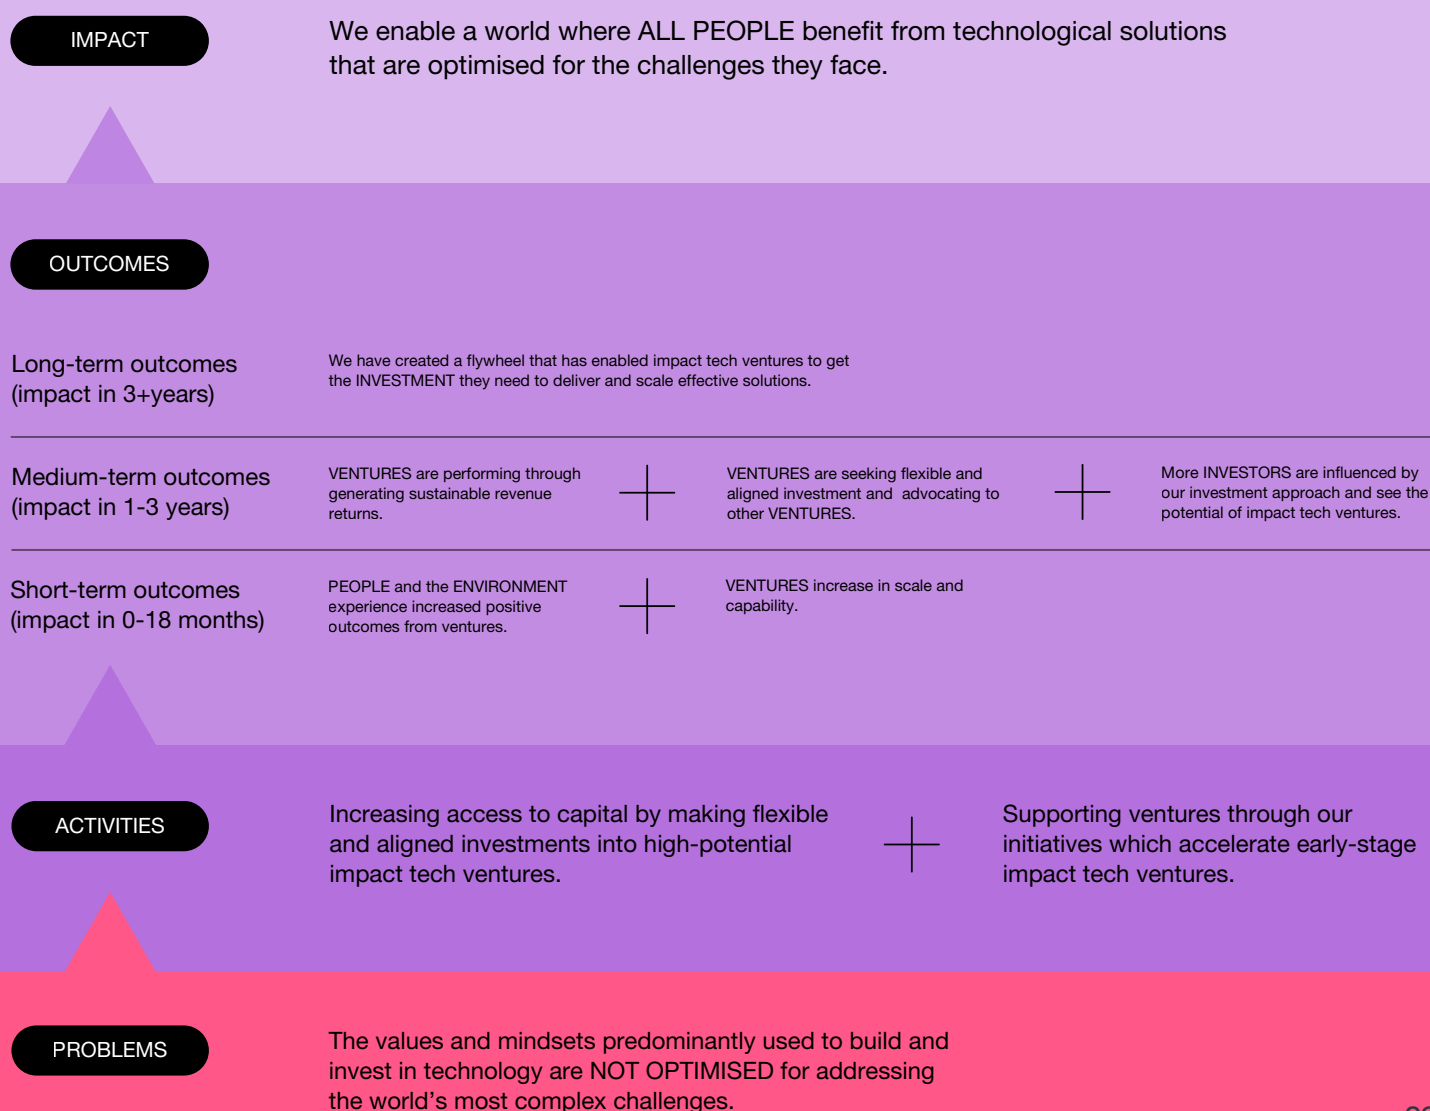 IMPACT
We enable a world where ALL PEOPLE benefit from technological solutions
that are optimised for the challenges they face.
OUTCOMES
Long-term outcomes
(impact in 3+years)
We have created a flywheel that has enabled impact tech ventures to get
the INVESTMENT they need to deliver and scale effective solutions.
Medium-term outcomes
(impact in 1-3 years)
VENTURES are performing through
generating sustainable revenue
returns.
VENTURES are seeking flexible and
aligned investment and advocating to
other VENTURES.
More INVESTORS are influenced by
our investment approach and see the
potential of impact tech ventures.
Short-term outcomes
(impact in 0-18 months)
PEOPLE and the ENVIRONMENT
experience increased positive
outcomes from ventures.
VENTURES increase in scale and
capability.
ACTIVITIES
Increasing access to capital by making flexible
and aligned investments into high-potential
impact tech ventures.
Supporting ventures through our
initiatives which accelerate early-stage
impact tech ventures.
PROBLEMS
The values and mindsets predominantly used to build and
invest in technology are NOT OPTIMISED for addressing
the world's most complex challenges.